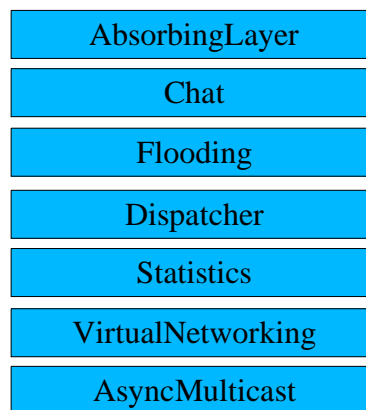 AbsorbingLayer
Chat
Flooding
Dispatcher
Statistics
VirtualNetworking
AsyncMulticast